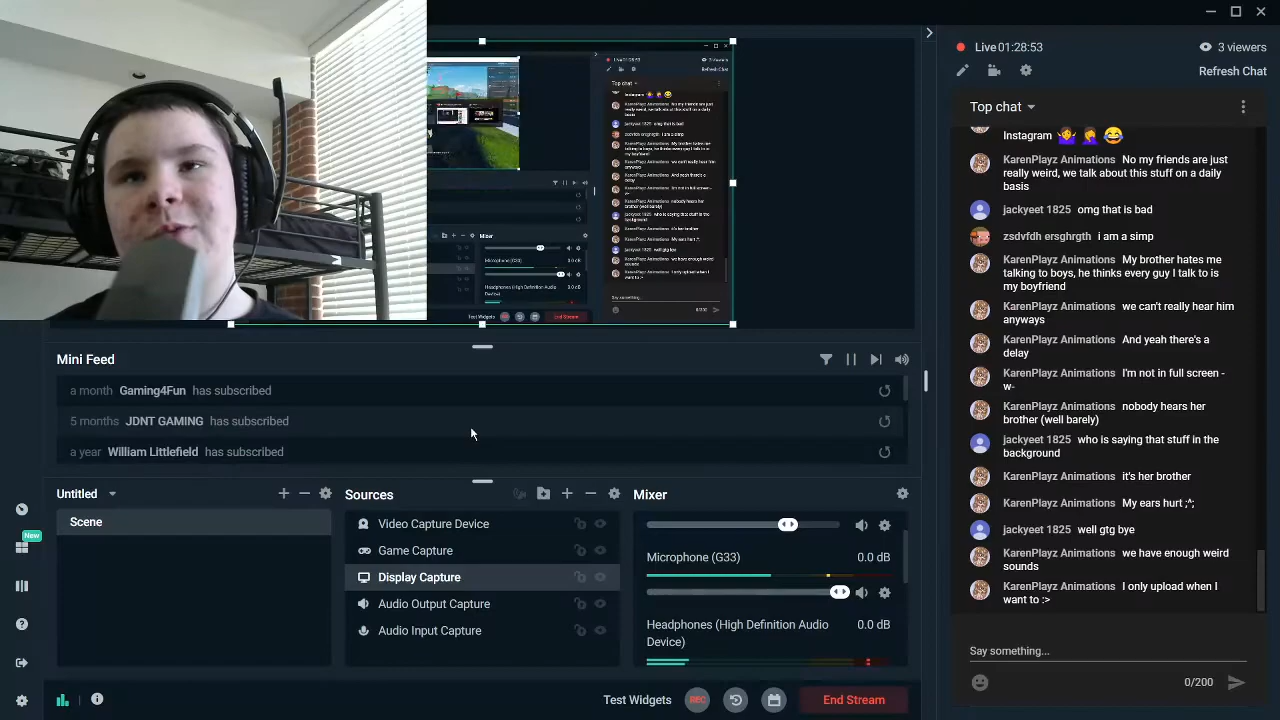 Live 01:28:53
3 viewers
Refresh Chat
Top chat
Instagram 🤷‍♀️ 🤦‍♀️ 😂
KarenPlayz Animations No my friends are just
really weird, we talk about this stuff on a daily
basis
jackyeet 1825 omg that is bad
zsdvfdh ersghrgth i am a simp
KarenPlayz Animations My brother hates me
talking to boys, he thinks every guy I talk to is
my boyfriend
KarenPlayz Animations we can't really hear him
anyways
KarenPlayz Animations And yeah there's a
delay
KarenPlayz Animations I'm not in full screen -
w-
KarenPlayz Animations nobody hears her
brother (well barely)
jackyeet 1825 who is saying that stuff in the
background
KarenPlayz Animations it's her brother
KarenPlayz Animations My ears hurt ;^;
jackyeet 1825 well gtg bye
KarenPlayz Animations we have enough weird
sounds
KarenPlayz Animations I only upload when I
want to :>
Say something...
0/200
Mini Feed
a month Gaming4Fun has subscribed
5 months JDNT GAMING has subscribed
a year William Littlefield has subscribed
Untitled
Scene
Sources
Video Capture Device
Game Capture
Display Capture
Audio Output Capture
Audio Input Capture
Mixer
Microphone (G33) 0.0 dB
Headphones (High Definition Audio
Device) 0.0 dB
New
Test Widgets
REC
End Stream